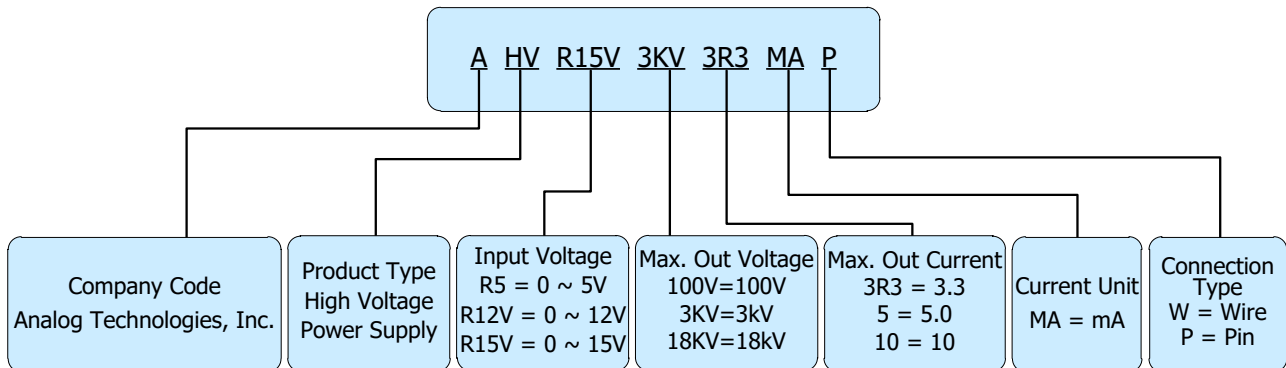 A HV R15V 3KV 3R3 MA P
Company Code
Analog Technologies, Inc.
Product Type
High Voltage
Power Supply
Input Voltage
R5 = 0 ~ 5V
R12V = 0 ~ 12V
R15V = 0 ~ 15V
Max. Out Voltage
100V=100V
3KV=3kV
18KV=18kV
Max. Out Current
3R3 = 3.3
5 = 5.0
10 = 10
Current Unit
MA = mA
Connection
Type
W = Wire
P = Pin